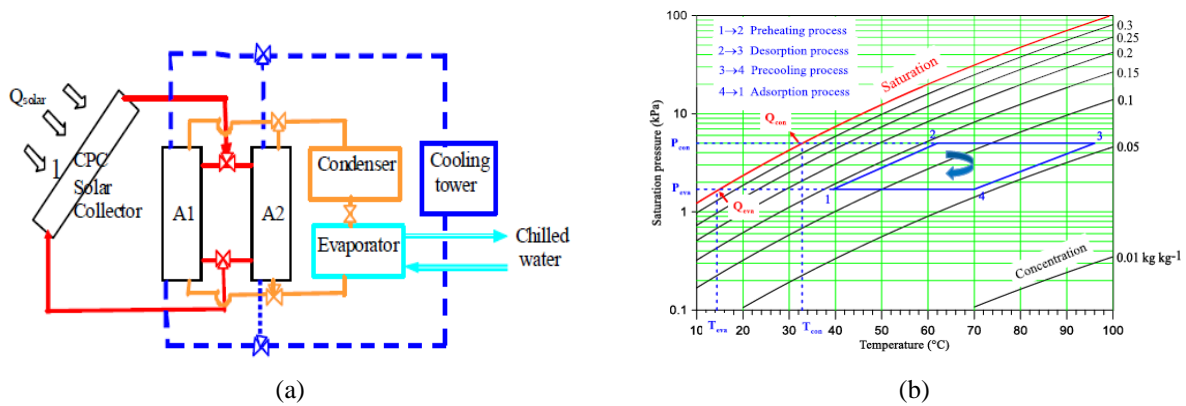 Qsolar
1
CPC
Solar
Collector
A1
A2
Condenser
Evaporator
Cooling
tower
Chilled
water
(a)
Saturation pressure (kPa)
100
10
1
0.1
Pcon
Pevn
1→2 Preheating process
2→3 Desorption process
3→4 Precooling process
4→1 Adsorption process
Saturation
Qcon
Qevn
1
2
3
4
Concentration
0.3
0.25
0.2
0.15
0.1
0.05
0.01 kg kg-1
10
20
30
40
50
60
70
80
90
100
Tevn
Tcon
Temperature (°C)
(b)